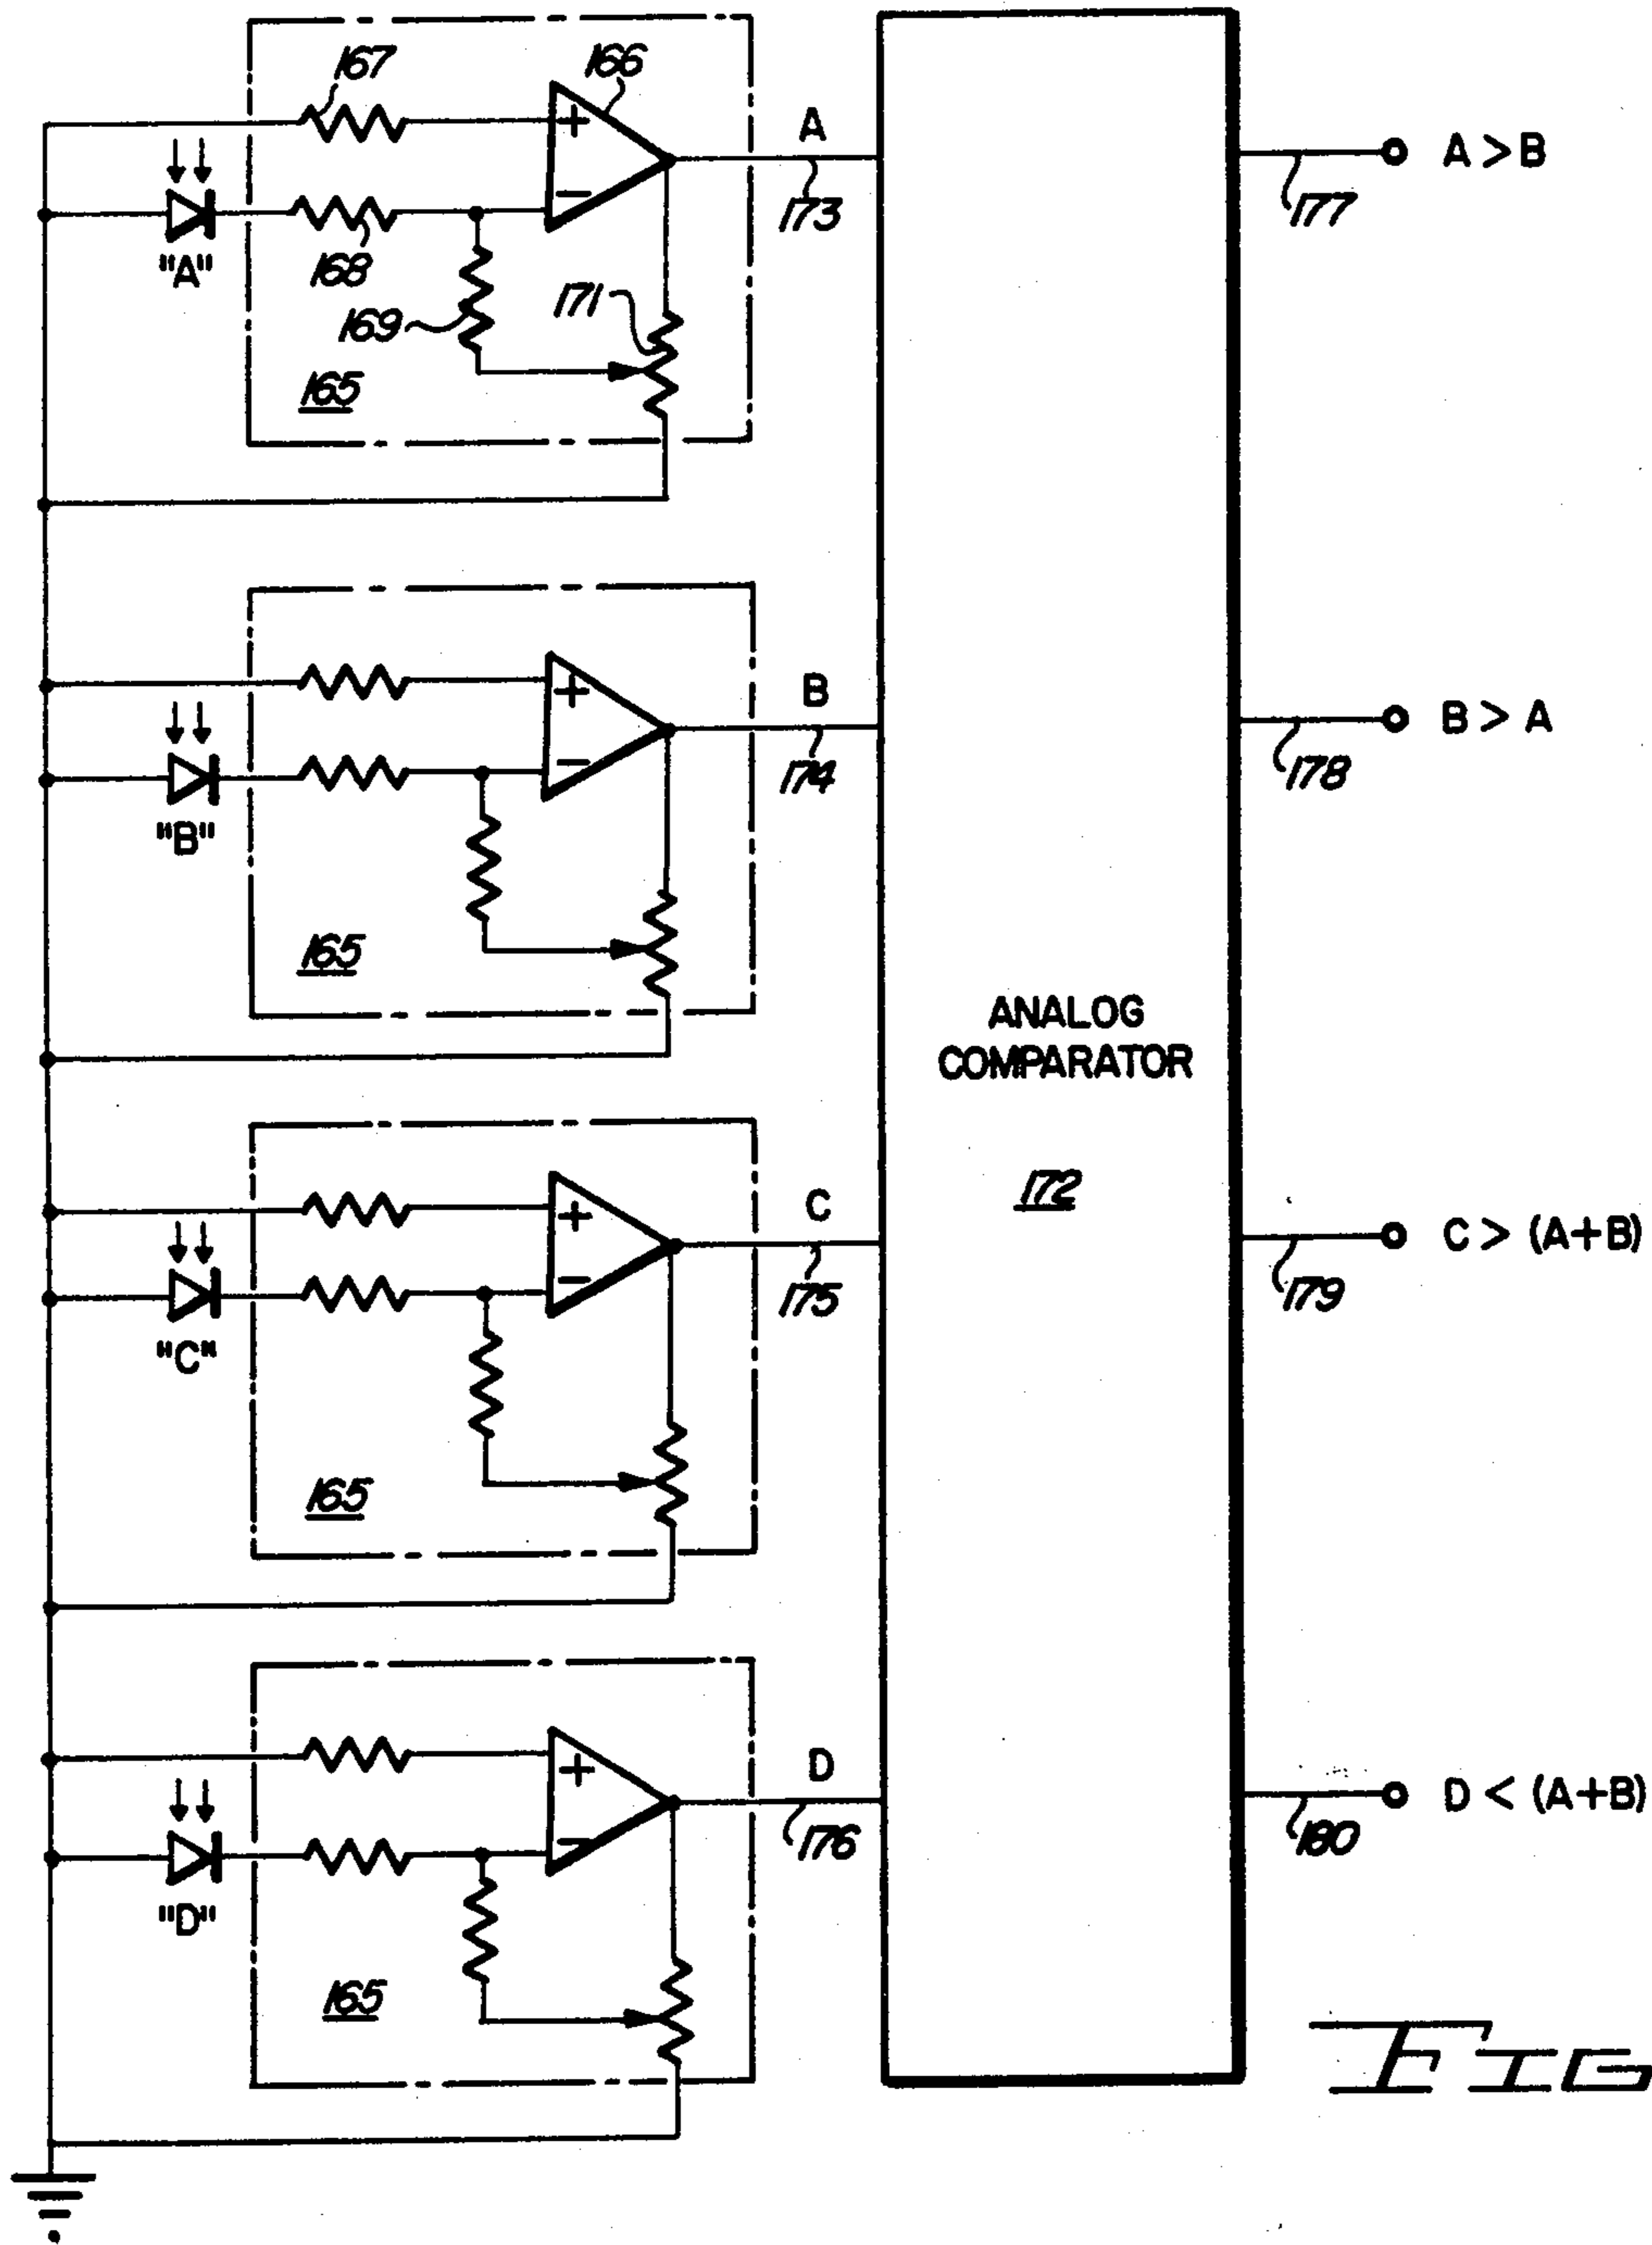 167
166
A
A > B
173
177
"A"
168
169
171
165
B
B > A
174
178
"B"
165
ANALOG
COMPARATOR
172
C
C > (A+B)
175
179
"C"
165
D
D < (A+B)
176
180
"D"
165
FIG